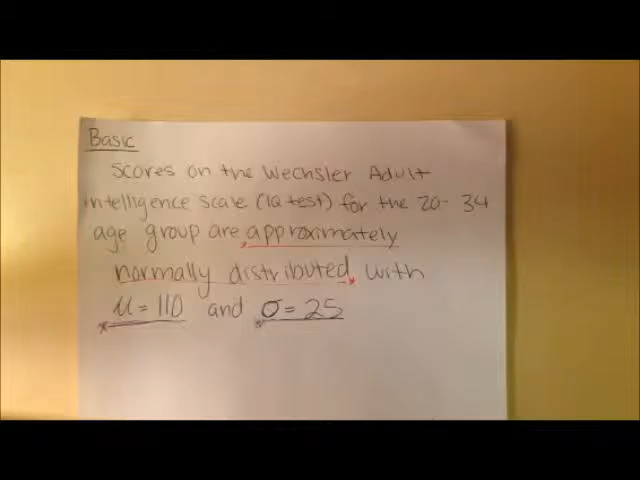 Basic
Scores on the Wechsler Adult
intelligence scale (IQ test) for the 20- 34
age group are approximately
normally distributed with
μ = 110 and σ = 25